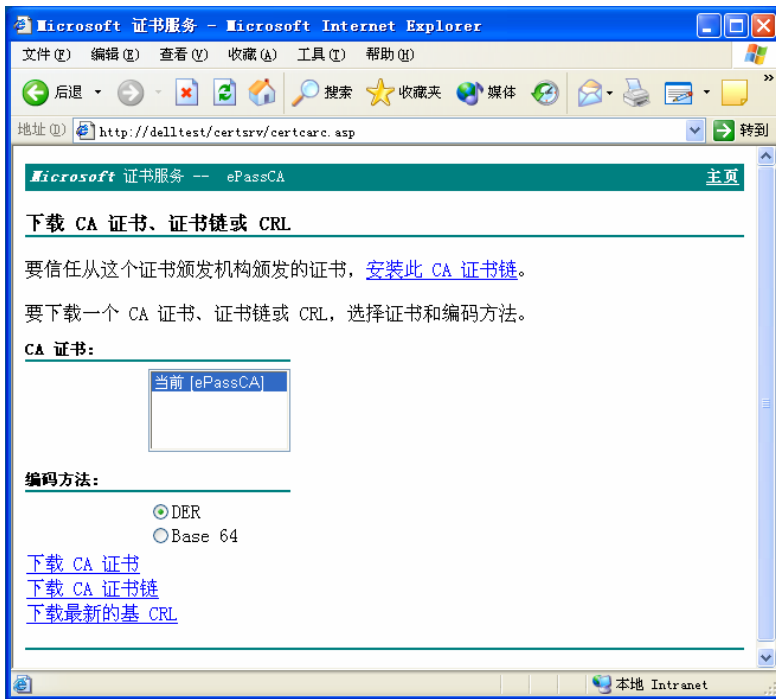 Microsoft 证书服务 - Microsoft Internet Explorer
文件(F) 编辑(E) 查看(V) 收藏(A) 工具(T) 帮助(H)
后退 搜索 收藏夹 媒体 »
地址(D) http://delltest/certsrv/certcarc.asp 转到
Microsoft 证书服务 -- ePassCA 主页
下载 CA 证书、证书链或 CRL
要信任从这个证书颁发机构颁发的证书，安装此 CA 证书链。
要下载一个 CA 证书、证书链或 CRL，选择证书和编码方法。
CA 证书：
当前 [ePassCA]
编码方法：
DER
Base 64
下载 CA 证书
下载 CA 证书链
下载最新的基 CRL
本地 Intranet